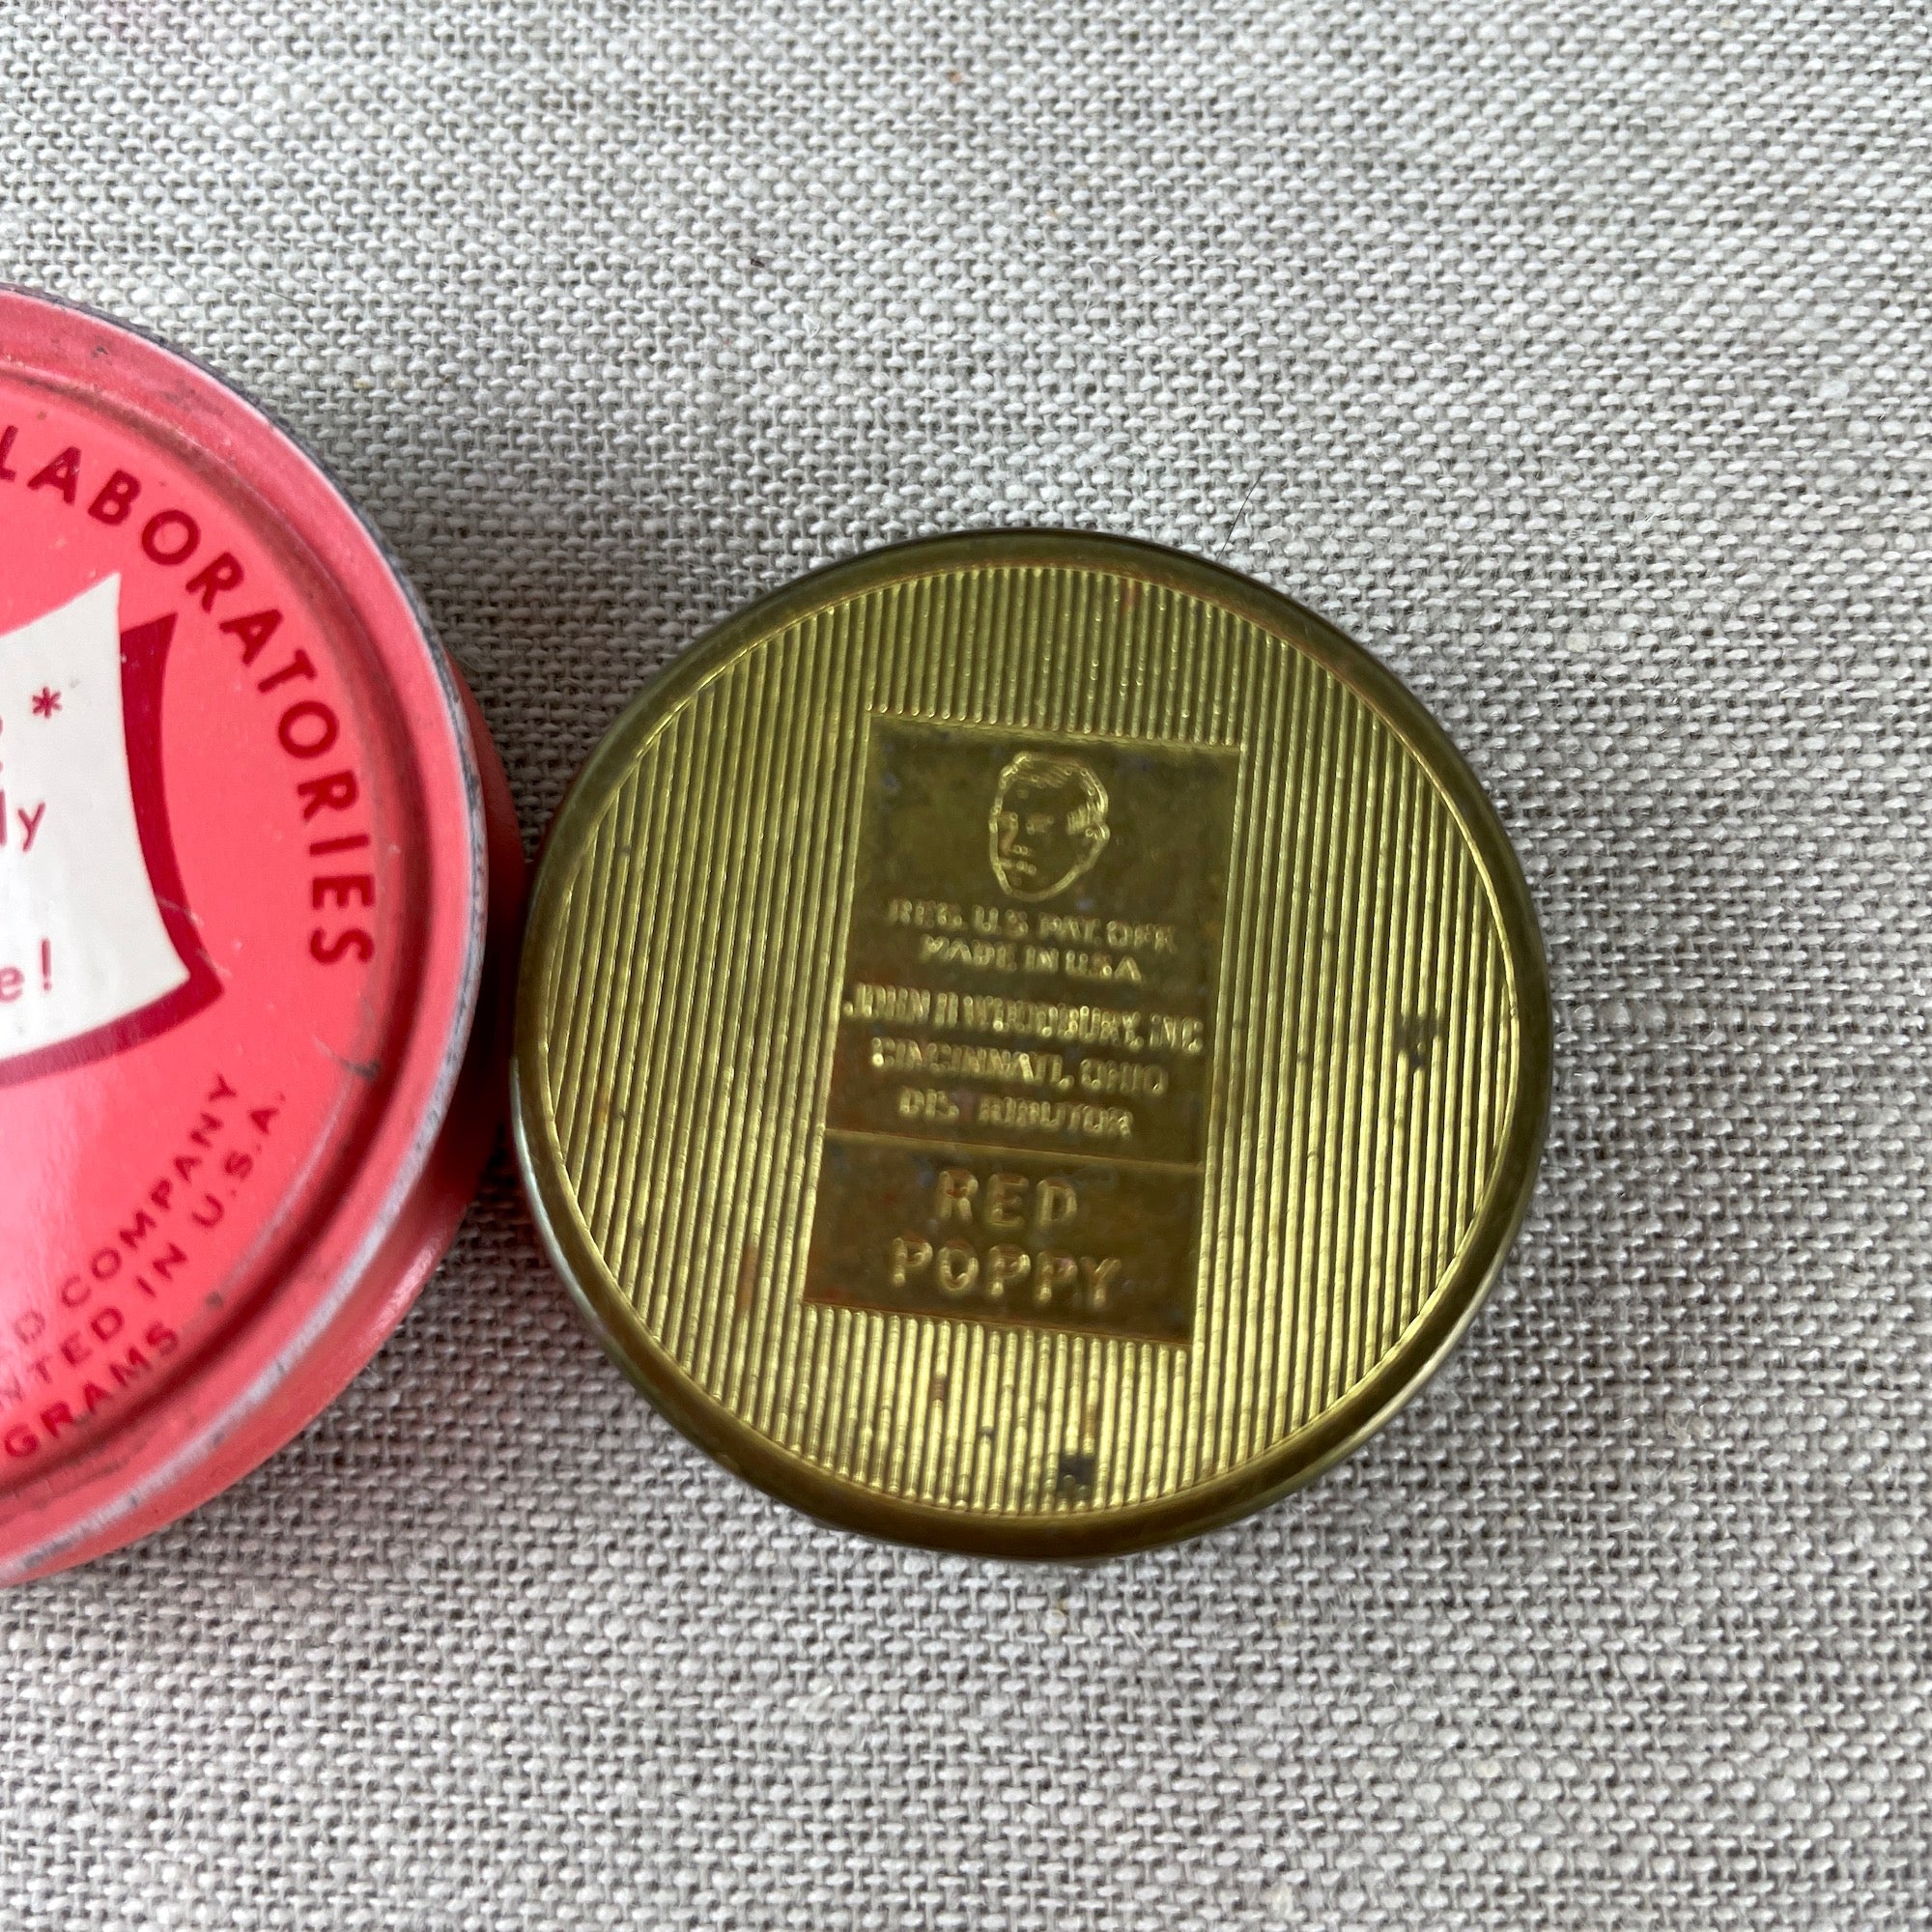 LABORATORIES
*
ly
e!
D COMPANY
NTED IN U.S.A.
GRAMS
REG. U.S. PAT. OFF.
MADE IN U.S.A.
JOHN H. WOODBURY, INC.
CINCINNATI, OHIO
DISTRIBUTOR
RED
POPPY